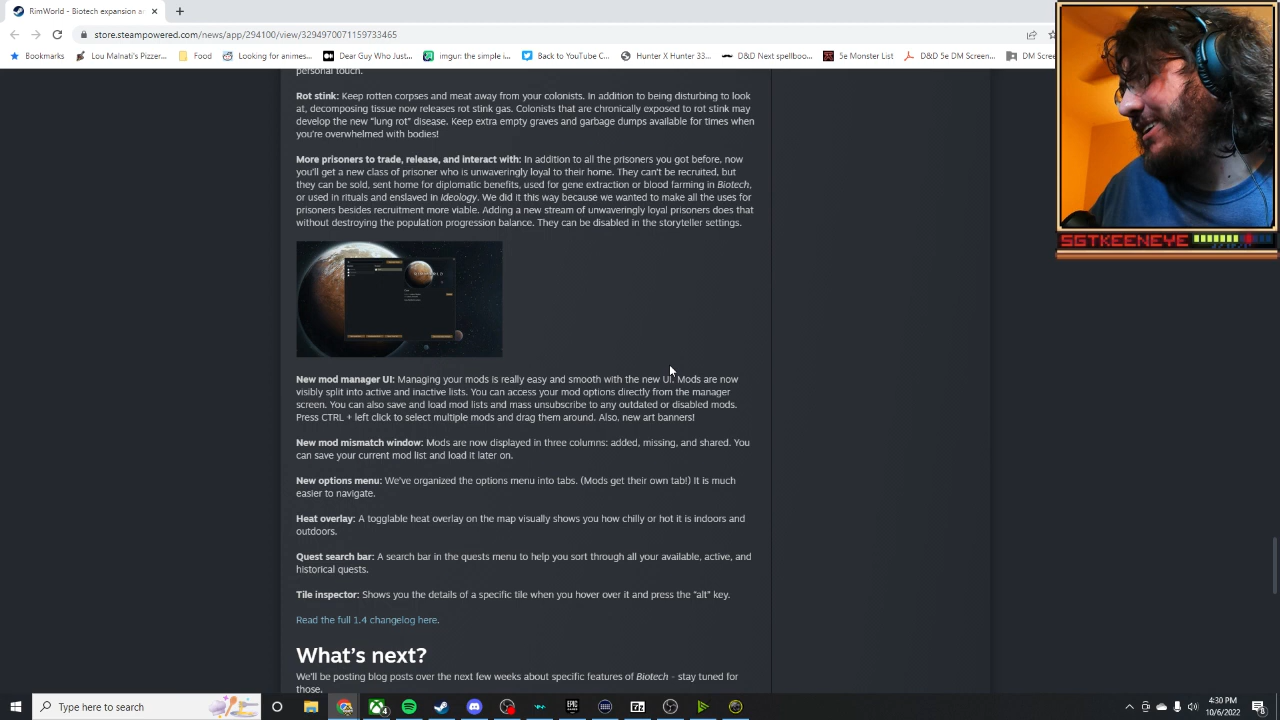 RimWorld - Biotech expansion a
store.steampowered.com/news/app/294100/view/3294970071159733465
Bookmarks
Lou Malnati's Pizzer...
Food
Looking for animes...
Dear Guy Who Just...
imgur: the simple i...
Back to YouTube C...
Hunter X Hunter 33...
D&D Next spellboo...
5e Monster List
D&D 5e DM Screen...
DM Scree
personal touch.
Rot stink: Keep rotten corpses and meat away from your colonists. In addition to being disturbing to look
at, decomposing tissue now releases rot stink gas. Colonists that are chronically exposed to rot stink may
develop the new "lung rot" disease. Keep extra empty graves and garbage dumps available for times when
you're overwhelmed with bodies!
More prisoners to trade, release, and interact with: In addition to all the prisoners you got before, now
you'll get a new class of prisoner who is unwaveringly loyal to their home. They can't be recruited, but
they can be sold, sent home for diplomatic benefits, used for gene extraction or blood farming in Biotech,
or used in rituals and enslaved in Ideology. We did it this way because we wanted to make all the uses for
prisoners besides recruitment more viable. Adding a new stream of unwaveringly loyal prisoners does that
without destroying the population progression balance. They can be disabled in the storyteller settings.
New mod manager UI: Managing your mods is really easy and smooth with the new UI. Mods are now
visibly split into active and inactive lists. You can access your mod options directly from the manager
screen. You can also save and load mod lists and mass unsubscribe to any outdated or disabled mods.
Press CTRL + left click to select multiple mods and drag them around. Also, new art banners!
New mod mismatch window: Mods are now displayed in three columns: added, missing, and shared. You
can save your current mod list and load it later on.
New options menu: We've organized the options menu into tabs. (Mods get their own tab!) It is much
easier to navigate.
Heat overlay: A togglable heat overlay on the map visually shows you how chilly or hot it is indoors and
outdoors.
Quest search bar: A search bar in the quests menu to help you sort through all your available, active, and
historical quests.
Tile inspector: Shows you the details of a specific tile when you hover over it and press the "alt" key.
Read the full 1.4 changelog here.
What's next?
We'll be posting blog posts over the next few weeks about specific features of Biotech - stay tuned for
those.
SGTKEENEYE
Type here to search
4:30 PM
10/6/2022